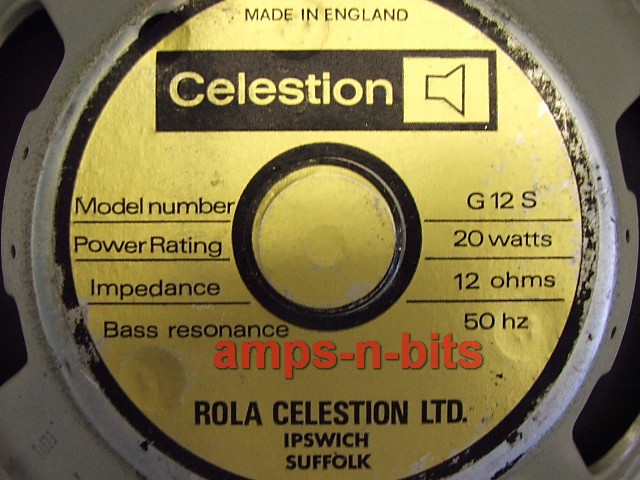 MADE IN ENGLAND
Celestion
Model number G 12 S
Power Rating 20 watts
Impedance 12 ohms
Bass resonance 50 hz
amps-n-bits
ROLA CELESTION LTD.
IPSWICH
SUFFOLK